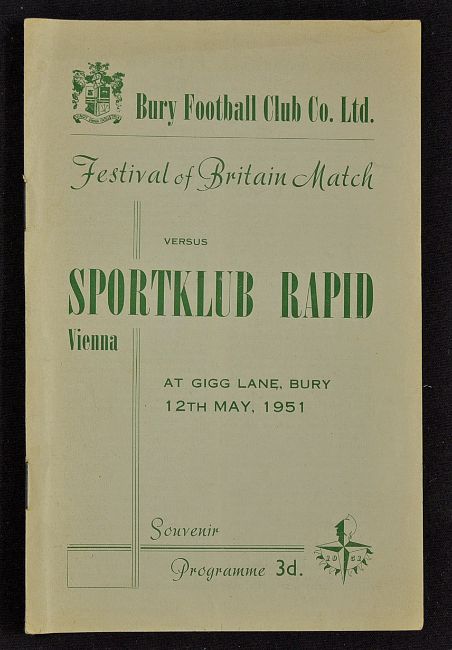 Bury Football Club Co. Ltd.
Festival of Britain Match
VERSUS
SPORTKLUB RAPID
Vienna
AT GIGG LANE, BURY
12TH MAY, 1951
Souvenir
Programme 3d.
1951